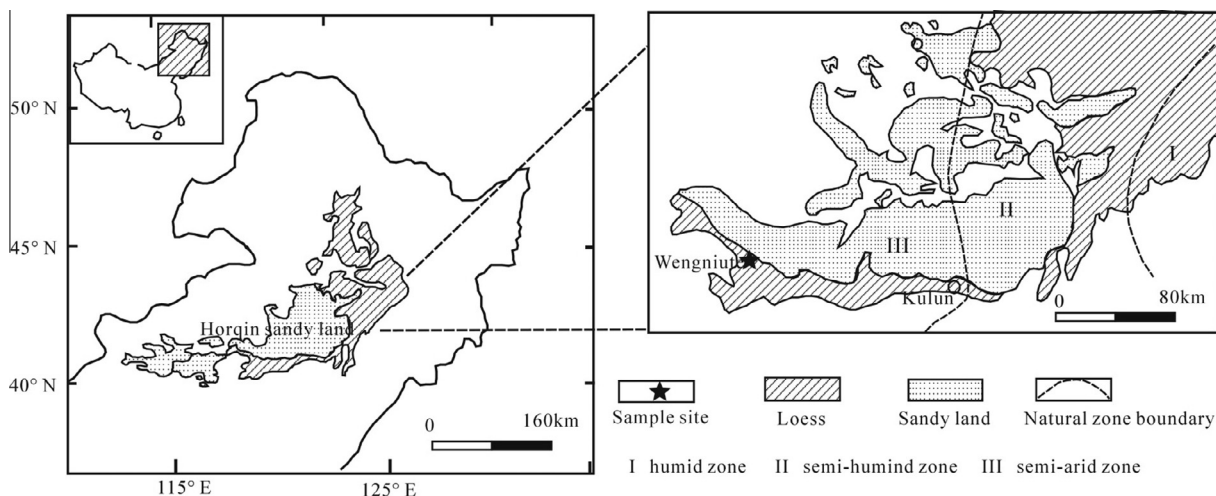 50° N
45° N
40° N
115° E
125° E
Horqin sandy land
0 160km
I
II
III
Wengniute
Kulun
0 80km
Sample site
Loess
Sandy land
Natural zone boundary
I humid zone II semi-humind zone III semi-arid zone